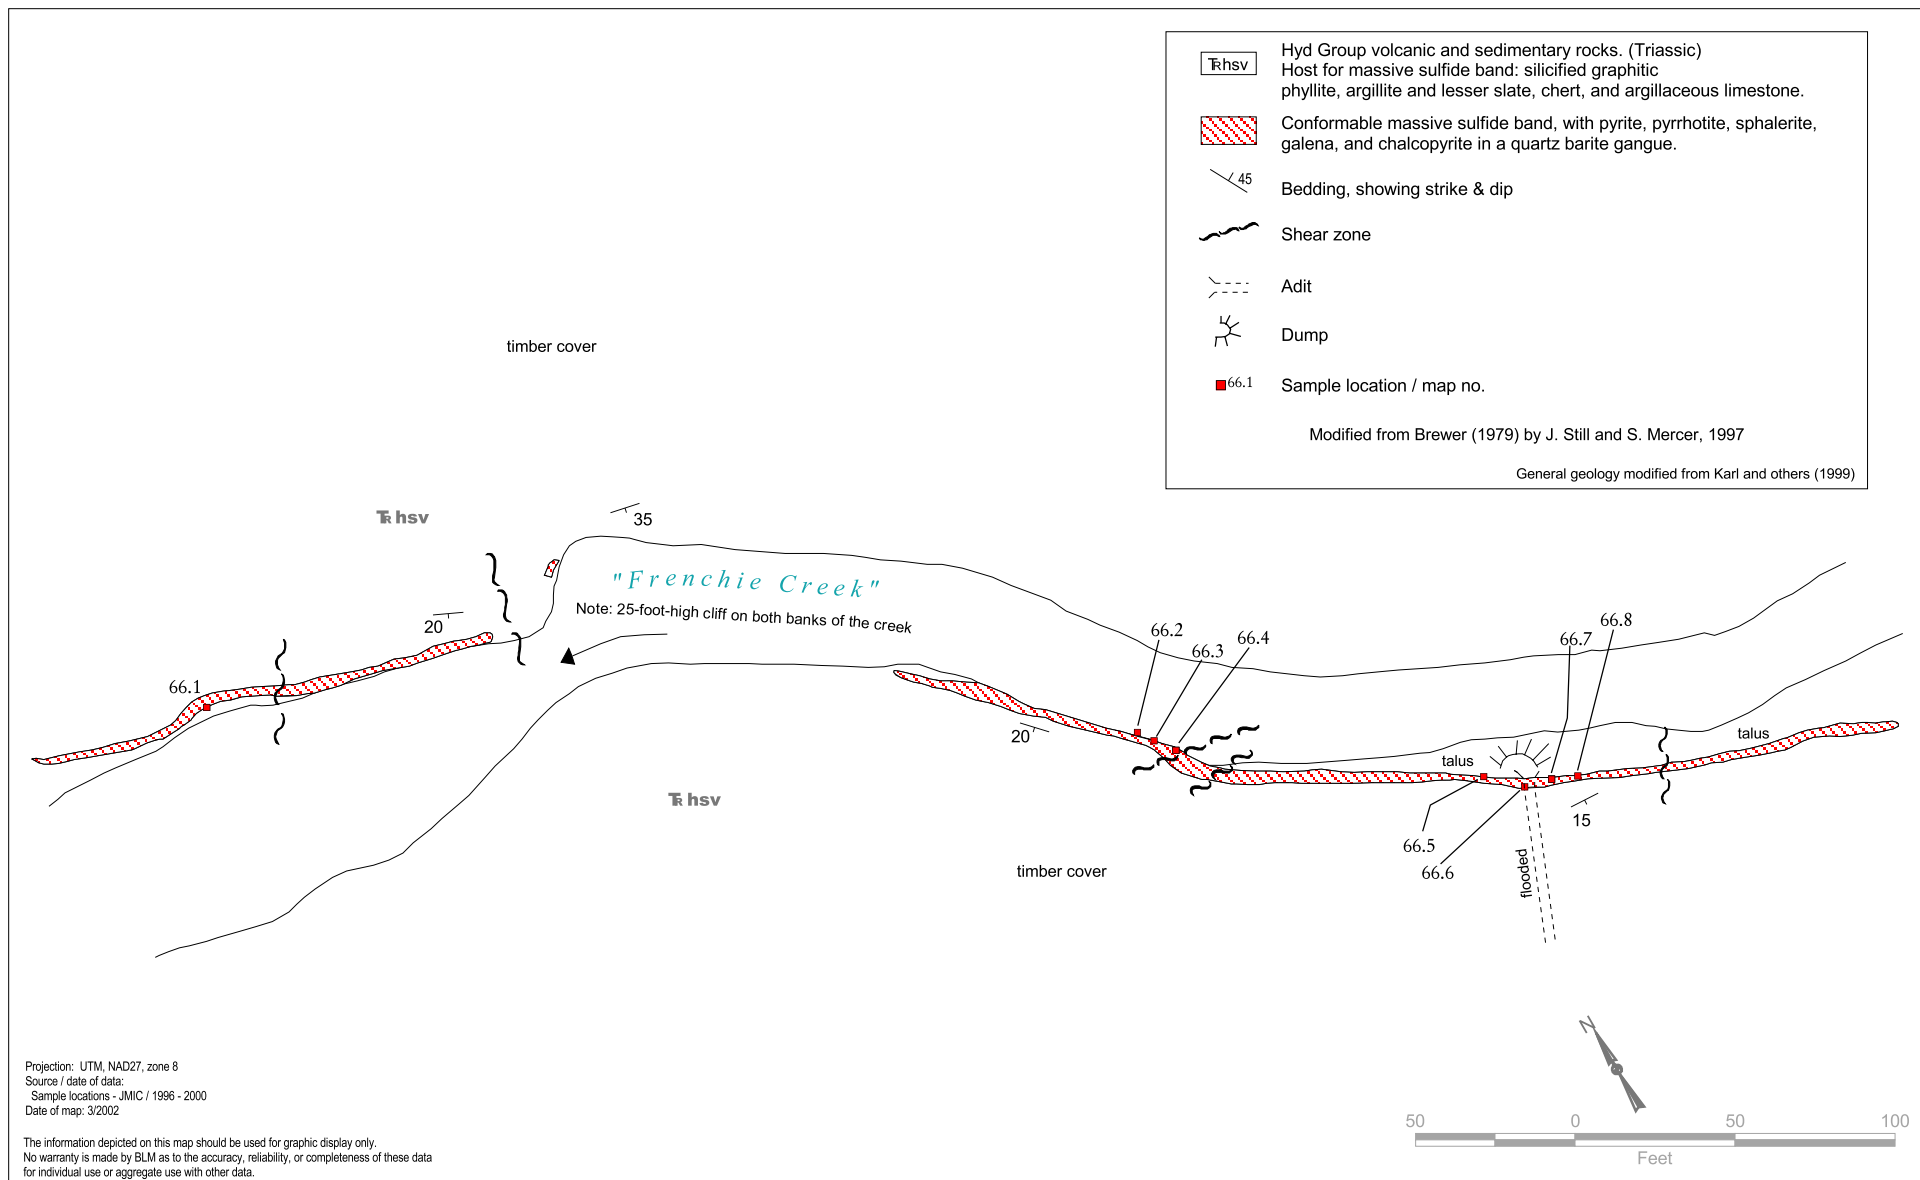 TRhsv
Hyd Group volcanic and sedimentary rocks. (Triassic)
Host for massive sulfide band: silicified graphitic
phyllite, argillite and lesser slate, chert, and argillaceous limestone.
Conformable massive sulfide band, with pyrite, pyrrhotite, sphalerite,
galena, and chalcopyrite in a quartz barite gangue.
45
Bedding, showing strike & dip
Shear zone
Adit
Dump
66.1
Sample location / map no.
Modified from Brewer (1979) by J. Still and S. Mercer, 1997
General geology modified from Karl and others (1999)
timber cover
TRhsv
35
"Frenchie Creek"
Note: 25-foot-high cliff on both banks of the creek
20
66.1
66.2
66.3
66.4
66.7
66.8
20
talus
talus
TRhsv
15
66.5
66.6
flooded
timber cover
N
Projection: UTM, NAD27, zone 8
Source / date of data:
Sample locations - JMIC / 1996 - 2000
Date of map: 3/2002
The information depicted on this map should be used for graphic display only.
No warranty is made by BLM as to the accuracy, reliability, or completeness of these data
for individual use or aggregate use with other data.
50 0 50 100
Feet